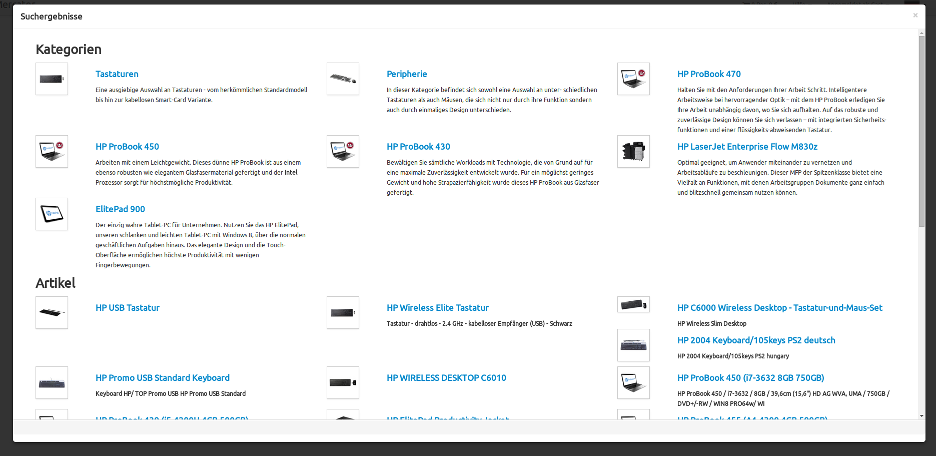 Suchergebnisse
×
Kategorien
Tastaturen
Eine ausgiebige Auswahl an Tastaturen - vom herkömmlichen Standardmodell
bis hin zur kabellosen Smart-Card Variante.
Peripherie
In dieser Kategorie befindet sich sowohl eine Auswahl an unter- schiedlichen
Tastaturen als auch Mäusen, die sich nicht nur durch ihre Funktion sondern
auch durch einmaliges Design unterschieden.
HP ProBook 470
Halten Sie mit den Anforderungen Ihrer Arbeit Schritt. Intelligentere
Arbeitsweise bei hervorragender Optik – mit dem HP ProBook erledigen Sie
Ihre Arbeit unabhängig davon, wo Sie sich aufhalten. Auf das robuste und
zuverlässige Design können Sie sich verlassen – mit integrierten Sicherheits-
funktionen und einer flüssigkeits-abweisenden Tastatur.
HP ProBook 450
Arbeiten mit einem Leichtgewicht. Dieses dünne HP ProBook ist aus einem
ebenso robusten wie elegantem Glasfasermaterial gefertigt und der Intel
Prozessor sorgt für höchstmögliche Produktivität.
HP ProBook 430
Bewältigen Sie sämtliche Workloads mit Technologie, die von Grund auf für
eine maximale Zuverlässigkeit entwickelt wurde. Für ein möglichst geringes
Gewicht und hohe Strapazierfähigkeit wurde dieses HP ProBook aus Glasfaser
gefertigt.
HP LaserJet Enterprise Flow M830z
Optimal geeignet, um Anwender miteinander zu vernetzen und
Arbeitsabläufe zu beschleunigen. Dieser MFP der Spitzenklasse bietet eine
Vielfalt an Funktionen, mit denen Arbeitsgruppen Dokumente ganz einfach
und blitzschnell gemeinsam nutzen können.
ElitePad 900
Der einzig wahre Tablet-PC für Unternehmen. Nutzen Sie das HP ElitePad,
unseren schlanken und leichten Tablet-PC mit Windows 8, über die normalen
geschäftlichen Aufgaben hinaus. Das elegante Design und die Touch-
Oberfläche ermöglichen höchste Produktivität mit wenigen
Fingerbewegungen.
Artikel
HP USB Tastatur
HP Wireless Elite Tastatur
Tastatur - drahtlos - 2.4 GHz - kabelloser Empfänger (USB) - Schwarz
HP C6000 Wireless Desktop - Tastatur-und-Maus-Set
HP Wireless Slim Desktop
HP 2004 Keyboard/105keys PS2 deutsch
HP 2004 Keyboard/105keys PS2 hungary
HP Promo USB Standard Keyboard
Keyboard HP/ TOP Promo USB HP Promo USB Standard
HP WIRELESS DESKTOP C6010
HP ProBook 450 (i7-3632 8GB 750GB)
HP ProBook 450 / i7-3632 / 8GB / 39,6cm (15,6") HD AG WVA, UMA / 750GB /
DVD+/-RW / WIN8 PRO64w/ WI